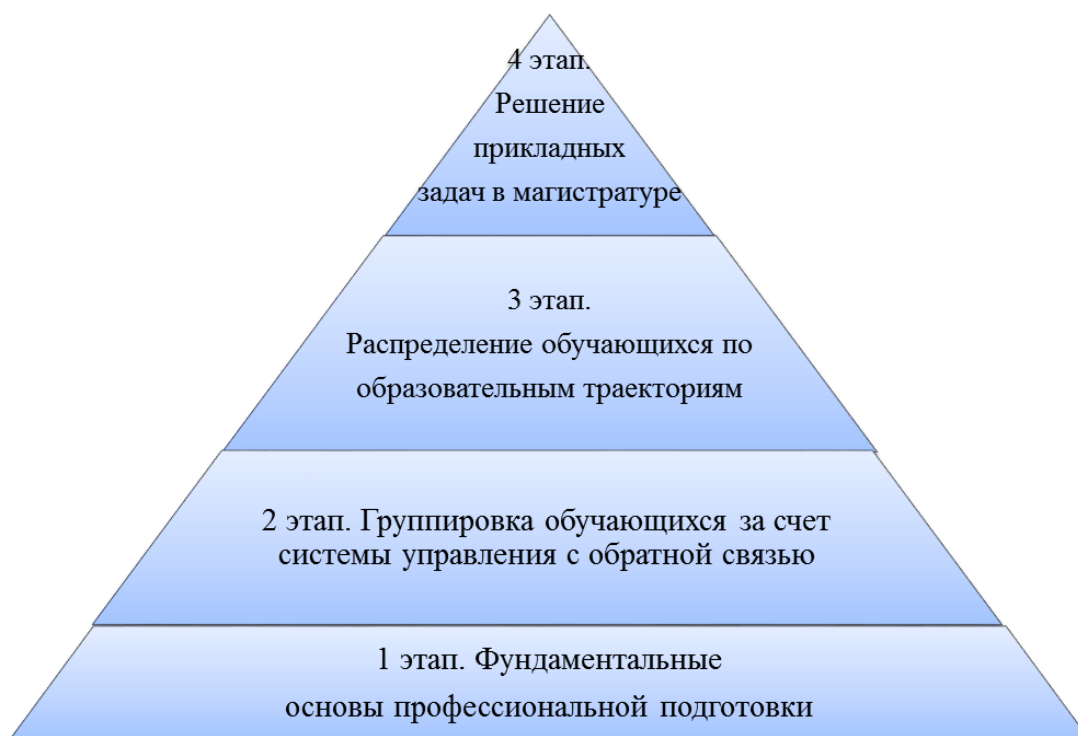 4 этап.
Решение
прикладных
задач в магистратуре
3 этап.
Распределение обучающихся по
образовательным траекториям
2 этап. Группировка обучающихся за счет
системы управления с обратной связью
1 этап. Фундаментальные
основы профессиональной подготовки